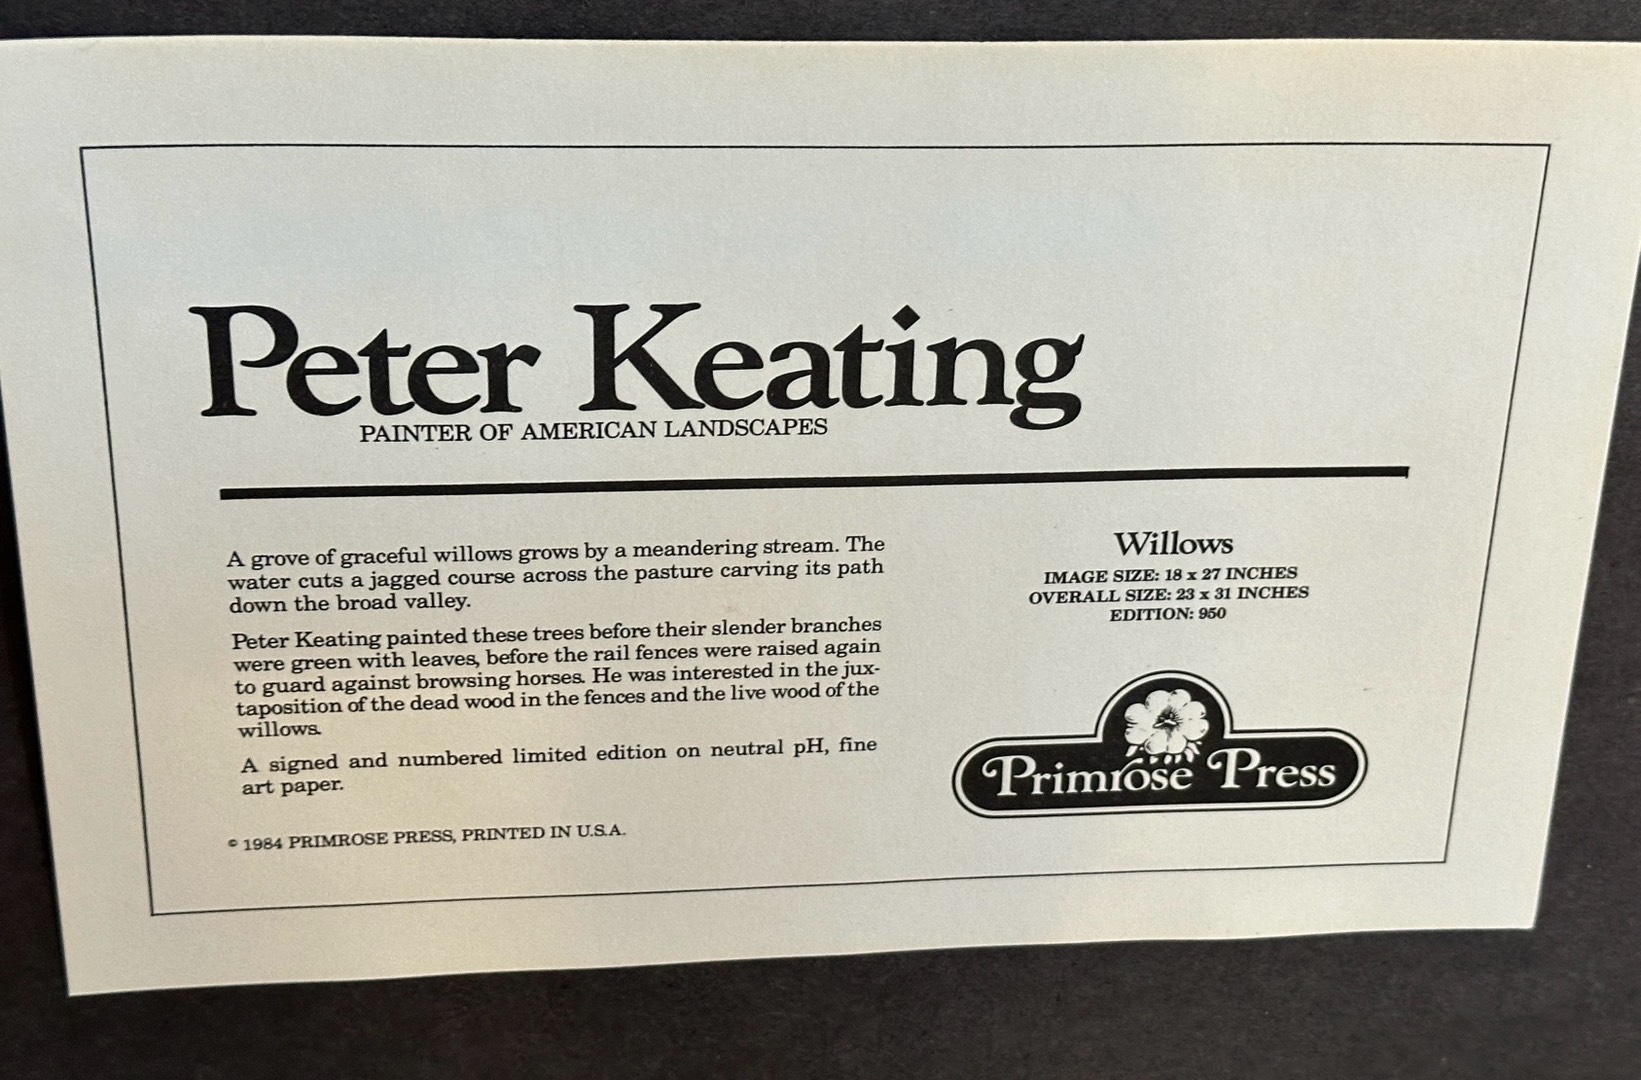 Peter Keating
PAINTER OF AMERICAN LANDSCAPES
A grove of graceful willows grows by a meandering stream. The
water cuts a jagged course across the pasture carving its path
down the broad valley.
Peter Keating painted these trees before their slender branches
were green with leaves, before the rail fences were raised again
to guard against browsing horses. He was interested in the jux-
taposition of the dead wood in the fences and the live wood of the
willows.
A signed and numbered limited edition on neutral pH, fine
art paper.
© 1984 PRIMROSE PRESS, PRINTED IN U.S.A.
Willows
IMAGE SIZE: 18 x 27 INCHES
OVERALL SIZE: 23 x 31 INCHES
EDITION: 950
Primrose Press